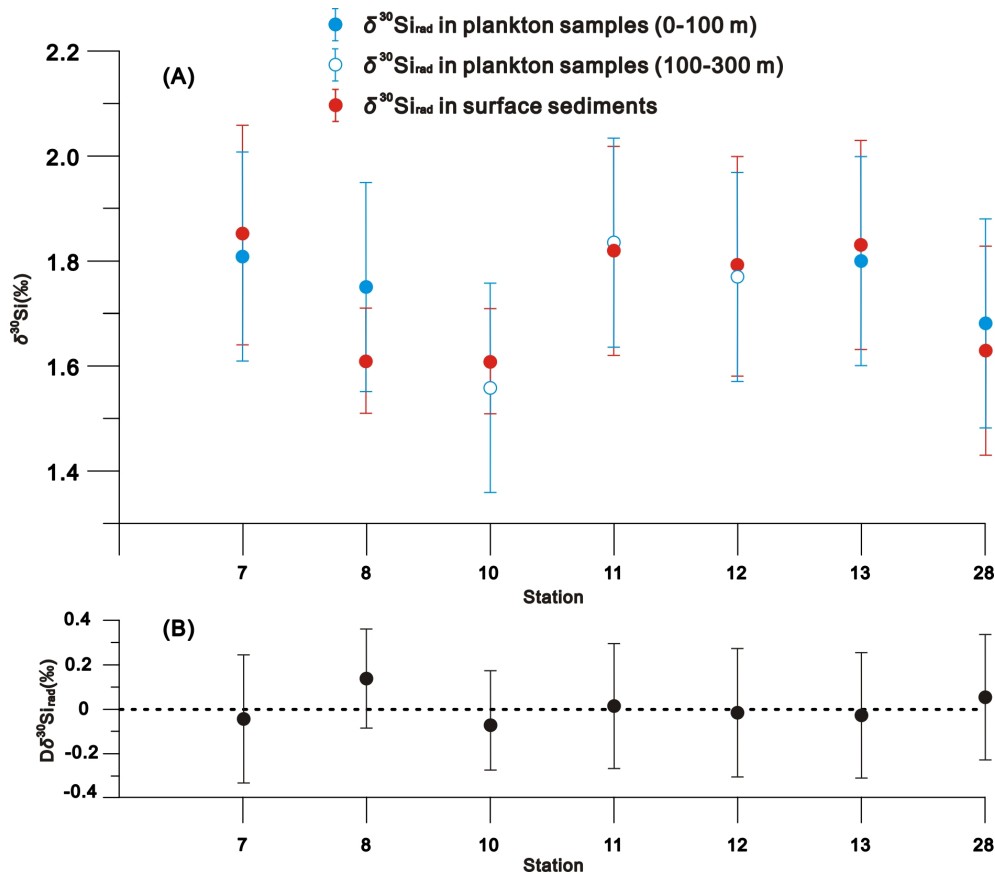 δ³⁰Sirad in plankton samples (0-100 m)
δ³⁰Sirad in plankton samples (100-300 m)
δ³⁰Sirad in surface sediments
(A)
2.2
2.0
1.8
1.6
1.4
δ³⁰Si(‰)
7 8 10 11 12 13 28
Station
(B)
0.4
0.2
0
-0.2
-0.4
Dδ³⁰Sirad(‰)
7 8 10 11 12 13 28
Station